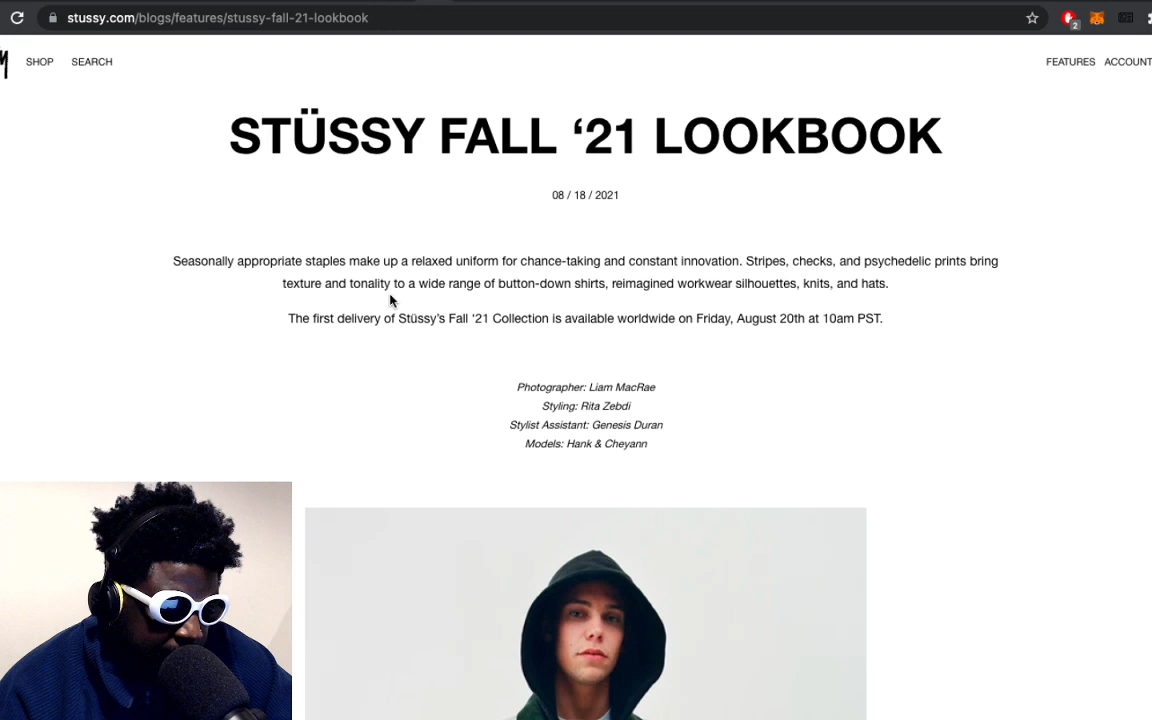 stussy.com/blogs/features/stussy-fall-21-lookbook
2
SHOP SEARCH FEATURES ACCOUNT
STÜSSY FALL ‘21 LOOKBOOK
08 / 18 / 2021
Seasonally appropriate staples make up a relaxed uniform for chance-taking and constant innovation. Stripes, checks, and psychedelic prints bring
texture and tonality to a wide range of button-down shirts, reimagined workwear silhouettes, knits, and hats.
The first delivery of Stüssy’s Fall ‘21 Collection is available worldwide on Friday, August 20th at 10am PST.
Photographer: Liam MacRae
Styling: Rita Zebdi
Stylist Assistant: Genesis Duran
Models: Hank & Cheyann